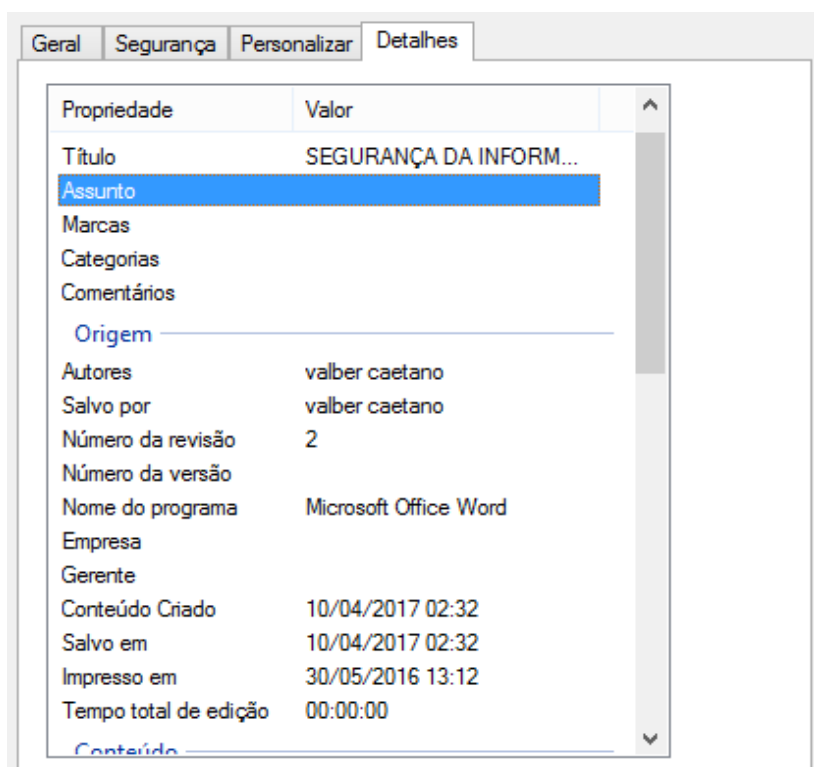 Geral Segurança Personalizar Detalhes
Propriedade Valor
Título SEGURANÇA DA INFORM...
Assunto
Marcas
Categorias
Comentários
Origem
Autores valber caetano
Salvo por valber caetano
Número da revisão 2
Número da versão
Nome do programa Microsoft Office Word
Empresa
Gerente
Conteúdo Criado 10/04/2017 02:32
Salvo em 10/04/2017 02:32
Impresso em 30/05/2016 13:12
Tempo total de edição 00:00:00
Conteúdo